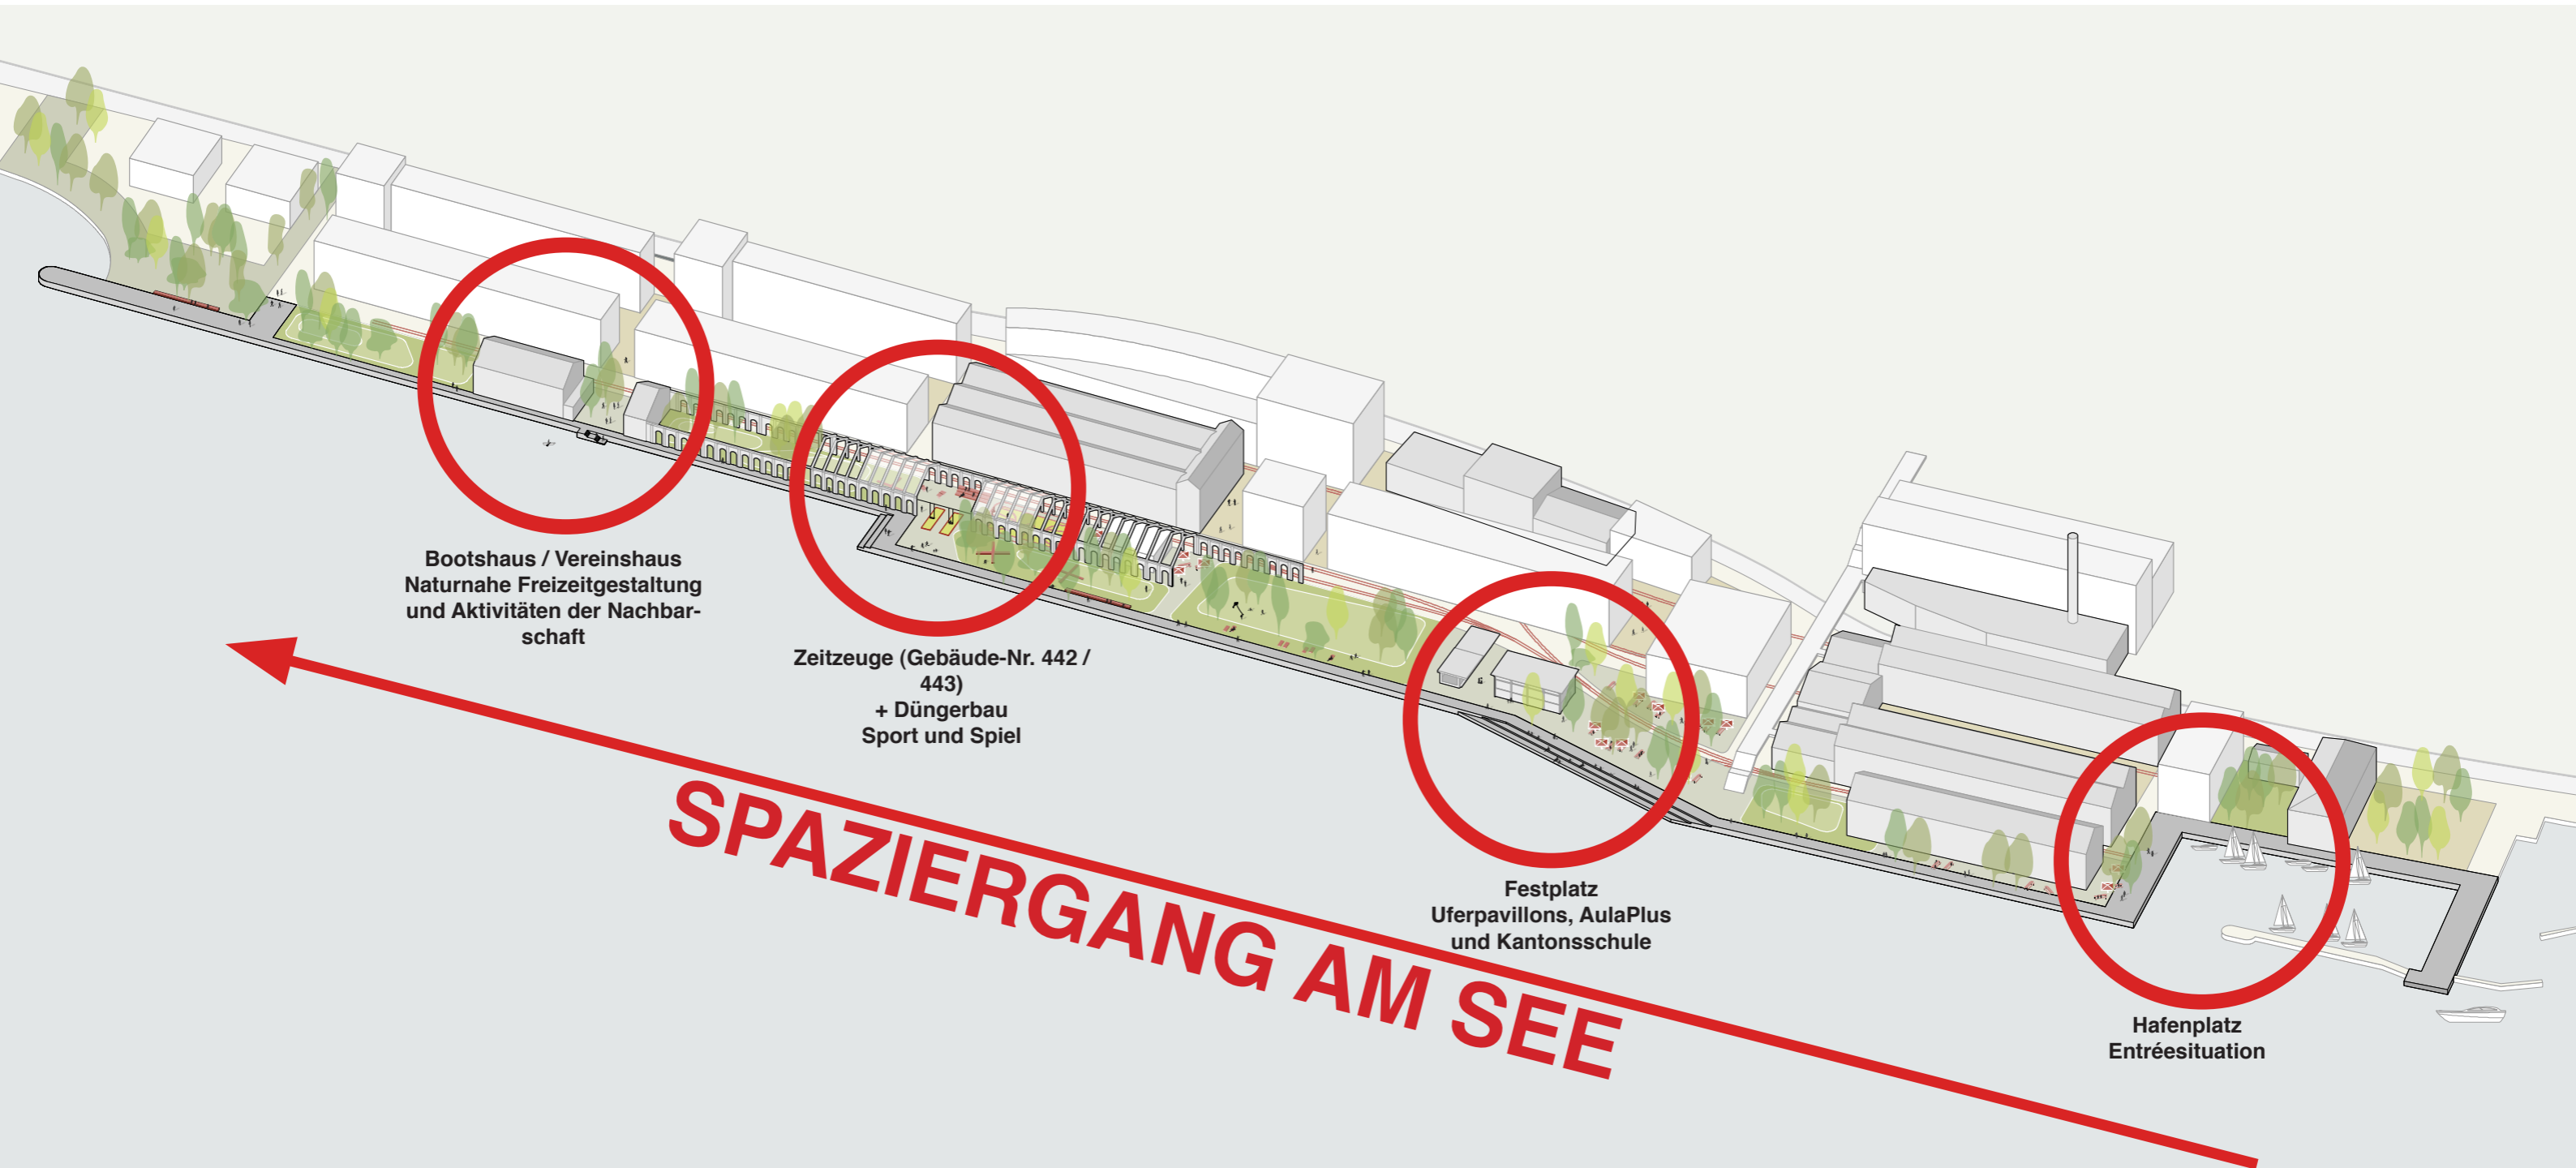 Bootshaus / Vereinshaus
Naturnahe Freizeitgestaltung
und Aktivitäten der Nachbar-
schaft
Zeitzeuge (Gebäude-Nr. 442 /
443)
+ Düngerbau
Sport und Spiel
SPAZIERGANG AM SEE
Festplatz
Uferpavillons, AulaPlus
und Kantonsschule
Hafenplatz
Entréesituation